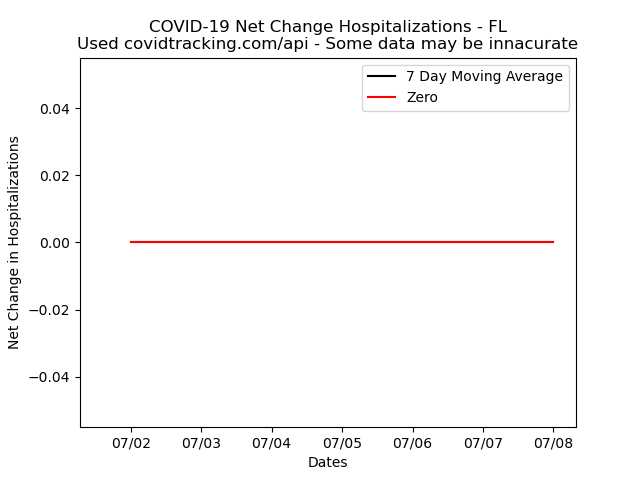 COVID-19 Net Change Hospitalizations - FL
Used covidtracking.com/api - Some data may be innacurate
7 Day Moving Average
Zero
Net Change in Hospitalizations
0.04
0.02
0.00
−0.02
−0.04
07/02 07/03 07/04 07/05 07/06 07/07 07/08
Dates